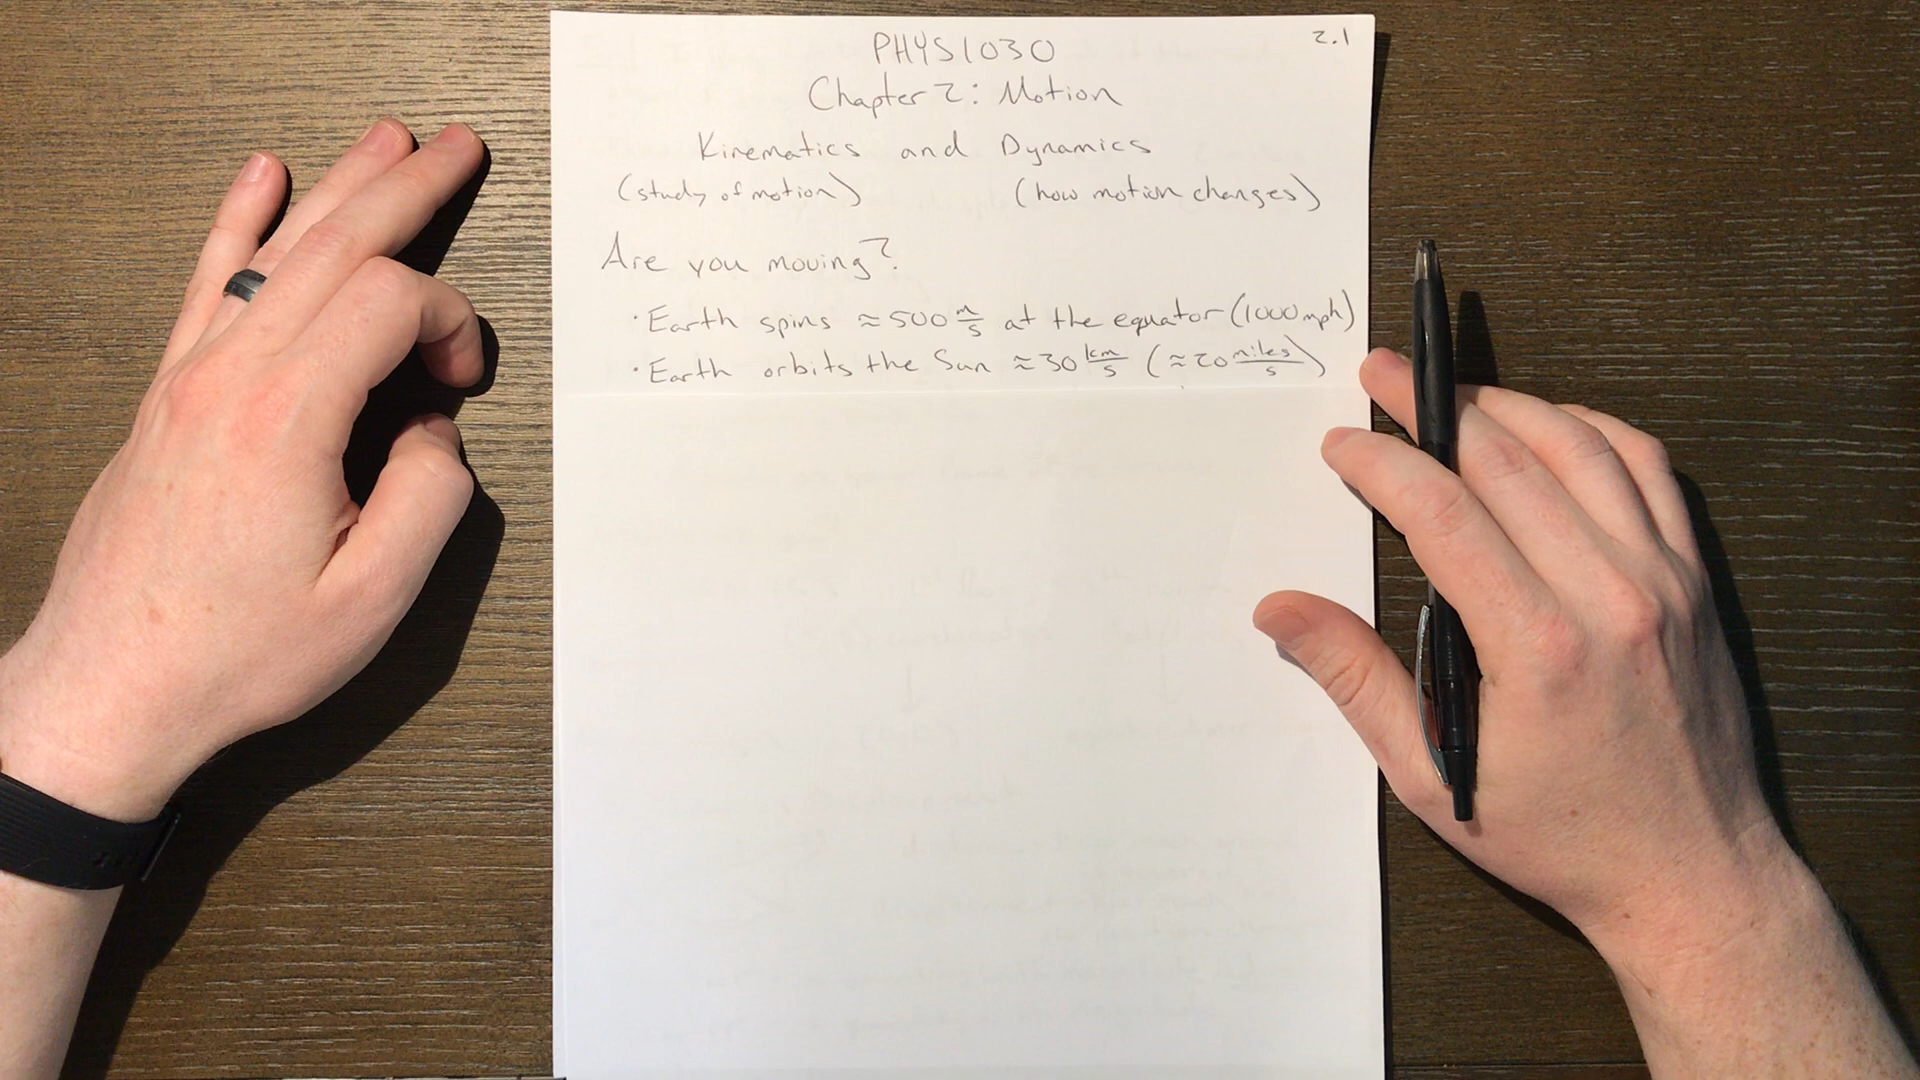 2.1
PHYS1030
Chapter 2: Motion
Kinematics and Dynamics
(study of motion) (how motion changes)
Are you moving?
· Earth spins ≈ 500 m/s at the equator (1000 mph)
· Earth orbits the Sun ≈ 30 km/s (≈ 20 miles/s)